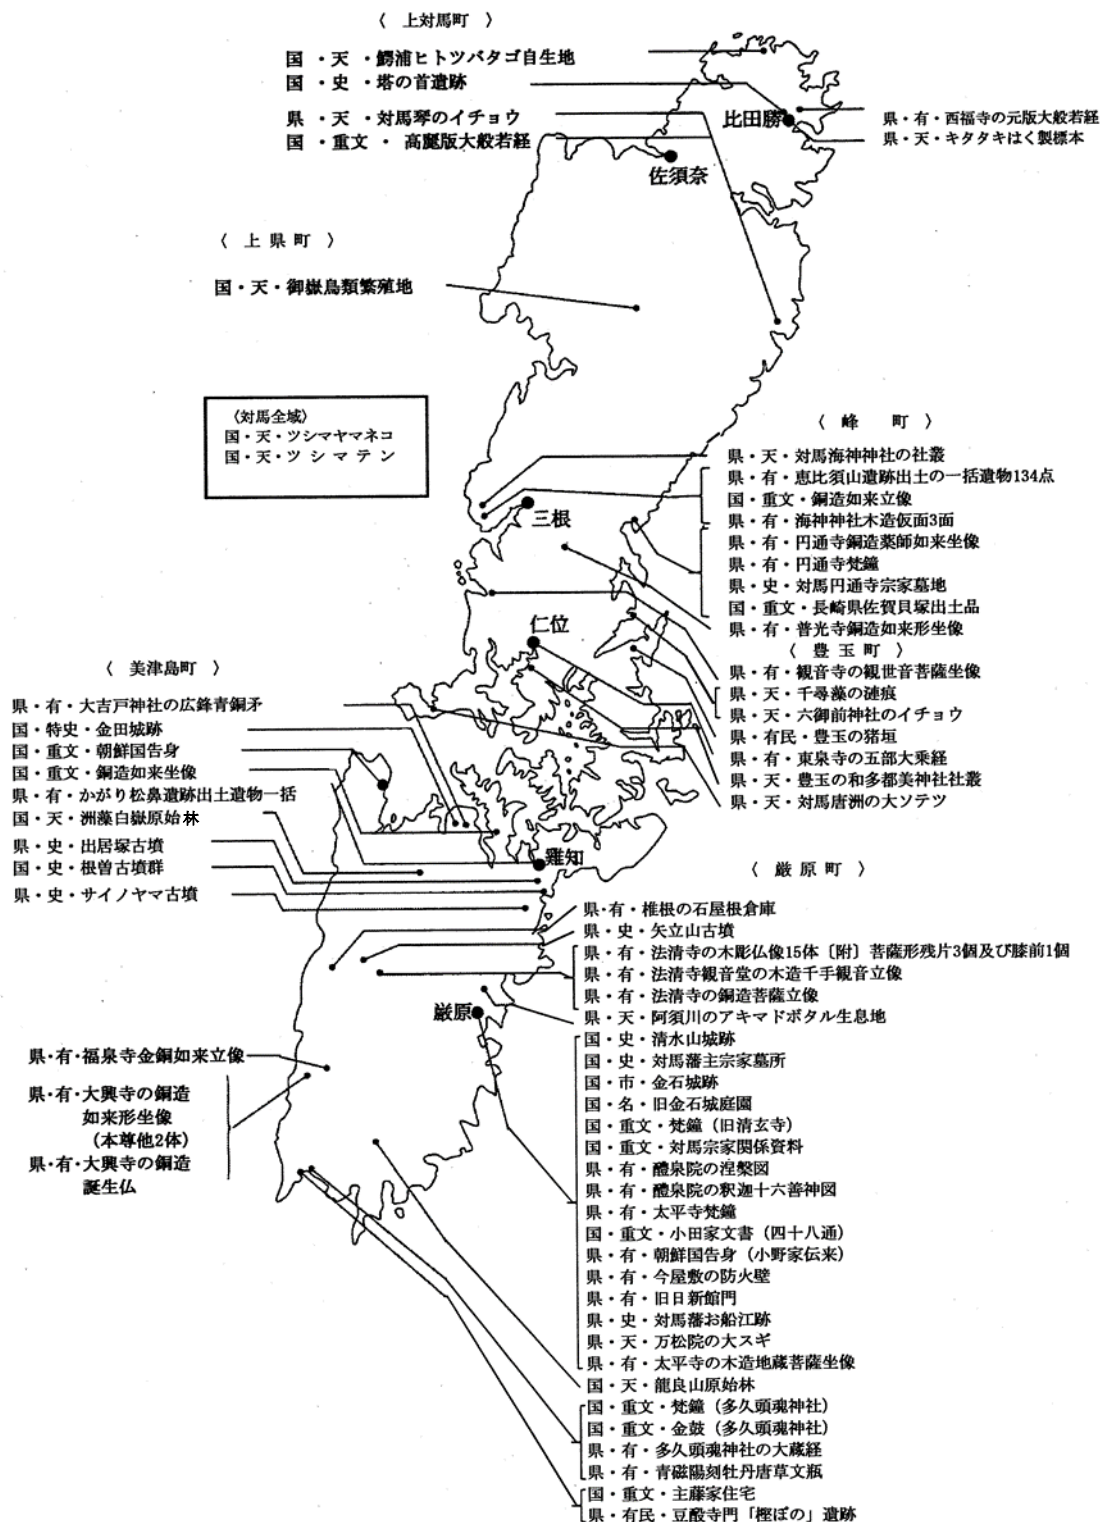 〈 上対馬町 〉
国・天・鰐浦ヒトツバタゴ自生地
国・史・塔の首遺跡
県・天・対馬琴のイチョウ
国・重文・高麗版大般若経
比田勝
県・有・西福寺の元版大般若経
県・天・キタタキはく製標本
佐須奈
〈 上県町 〉
国・天・御嶽鳥類繁殖地
〈対馬全域〉
国・天・ツシマヤマネコ
国・天・ツシマテン
〈 峰 町 〉
県・天・対馬海神神社の社叢
県・有・恵比須山遺跡出土の一括遺物134点
国・重文・銅造如来立像
県・有・海神神社木造仮面3面
県・有・円通寺銅造薬師如来坐像
県・有・円通寺梵鐘
県・史・対馬円通寺宗家墓地
国・重文・長崎県佐賀貝塚出土品
県・有・普光寺銅造如来形坐像
三根
仁位
〈 豊玉町 〉
県・有・観音寺の観世音菩薩坐像
県・天・千尋藻の漣痕
県・天・六御前神社のイチョウ
県・有民・豊玉の猪垣
県・有・東泉寺の五部大乗経
県・天・豊玉の和多都美神社社叢
県・天・対馬唐洲の大ソテツ
〈 美津島町 〉
県・有・大吉戸神社の広鋒青銅矛
国・特史・金田城跡
国・重文・朝鮮国告身
国・重文・銅造如来坐像
県・有・かがり松鼻遺跡出土遺物一括
国・天・洲藻白嶽原始林
県・史・出居塚古墳
国・史・根曽古墳群
県・史・サイノヤマ古墳
雞知
〈 厳原町 〉
県・有・椎根の石屋根倉庫
県・史・矢立山古墳
県・有・法清寺の木彫仏像15体〔附〕菩薩形残片3個及び膝前1個
県・有・法清寺観音堂の木造千手観音立像
県・有・法清寺の銅造菩薩立像
県・天・阿須川のアキマドボタル生息地
厳原
国・史・清水山城跡
国・史・対馬藩主宗家墓所
国・市・金石城跡
国・名・旧金石城庭園
国・重文・梵鐘（旧清玄寺）
国・重文・対馬宗家関係資料
県・有・醴泉院の涅槃図
県・有・醴泉院の釈迦十六善神図
県・有・太平寺梵鐘
国・重文・小田家文書（四十八通）
県・有・朝鮮国告身（小野家伝来）
県・有・今屋敷の防火壁
県・有・旧日新館門
県・史・対馬藩お船江跡
県・天・万松院の大スギ
県・有・太平寺の木造地蔵菩薩坐像
国・天・龍良山原始林
国・重文・梵鐘（多久頭魂神社）
国・重文・金鼓（多久頭魂神社）
県・有・多久頭魂神社の大蔵経
県・有・青磁陽刻牡丹唐草文瓶
国・重文・主藤家住宅
県・有民・豆酘寺門「樫ぼの」遺跡
県・有・福泉寺金銅如来立像
県・有・大興寺の銅造
如来形坐像
（本尊他2体）
県・有・大興寺の銅造
誕生仏